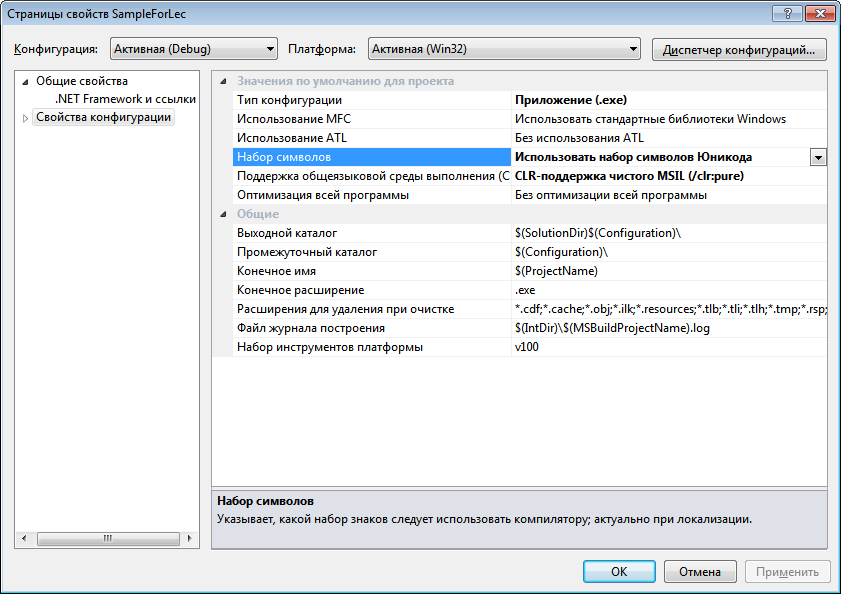 Страницы свойств SampleForLec
Конфигурация: Активная (Debug) Платформа: Активная (Win32) Диспетчер конфигураций...
Общие свойства
.NET Framework и ссылки
Свойства конфигурации
Значения по умолчанию для проекта
Тип конфигурации Приложение (.exe)
Использование MFC Использовать стандартные библиотеки Windows
Использование ATL Без использования ATL
Набор символов Использовать набор символов Юникода
Поддержка общеязыковой среды выполнения (C CLR-поддержка чистого MSIL (/clr:pure)
Оптимизация всей программы Без оптимизации всей программы
Общие
Выходной каталог $(SolutionDir)$(Configuration)\
Промежуточный каталог $(Configuration)\
Конечное имя $(ProjectName)
Конечное расширение .exe
Расширения для удаления при очистке *.cdf;*.cache;*.obj;*.ilk;*.resources;*.tlb;*.tli;*.tlh;*.tmp;*.rsp;
Файл журнала построения $(IntDir)\$(MSBuildProjectName).log
Набор инструментов платформы v100
Набор символов
Указывает, какой набор знаков следует использовать компилятору; актуально при локализации.
OK Отмена Применить